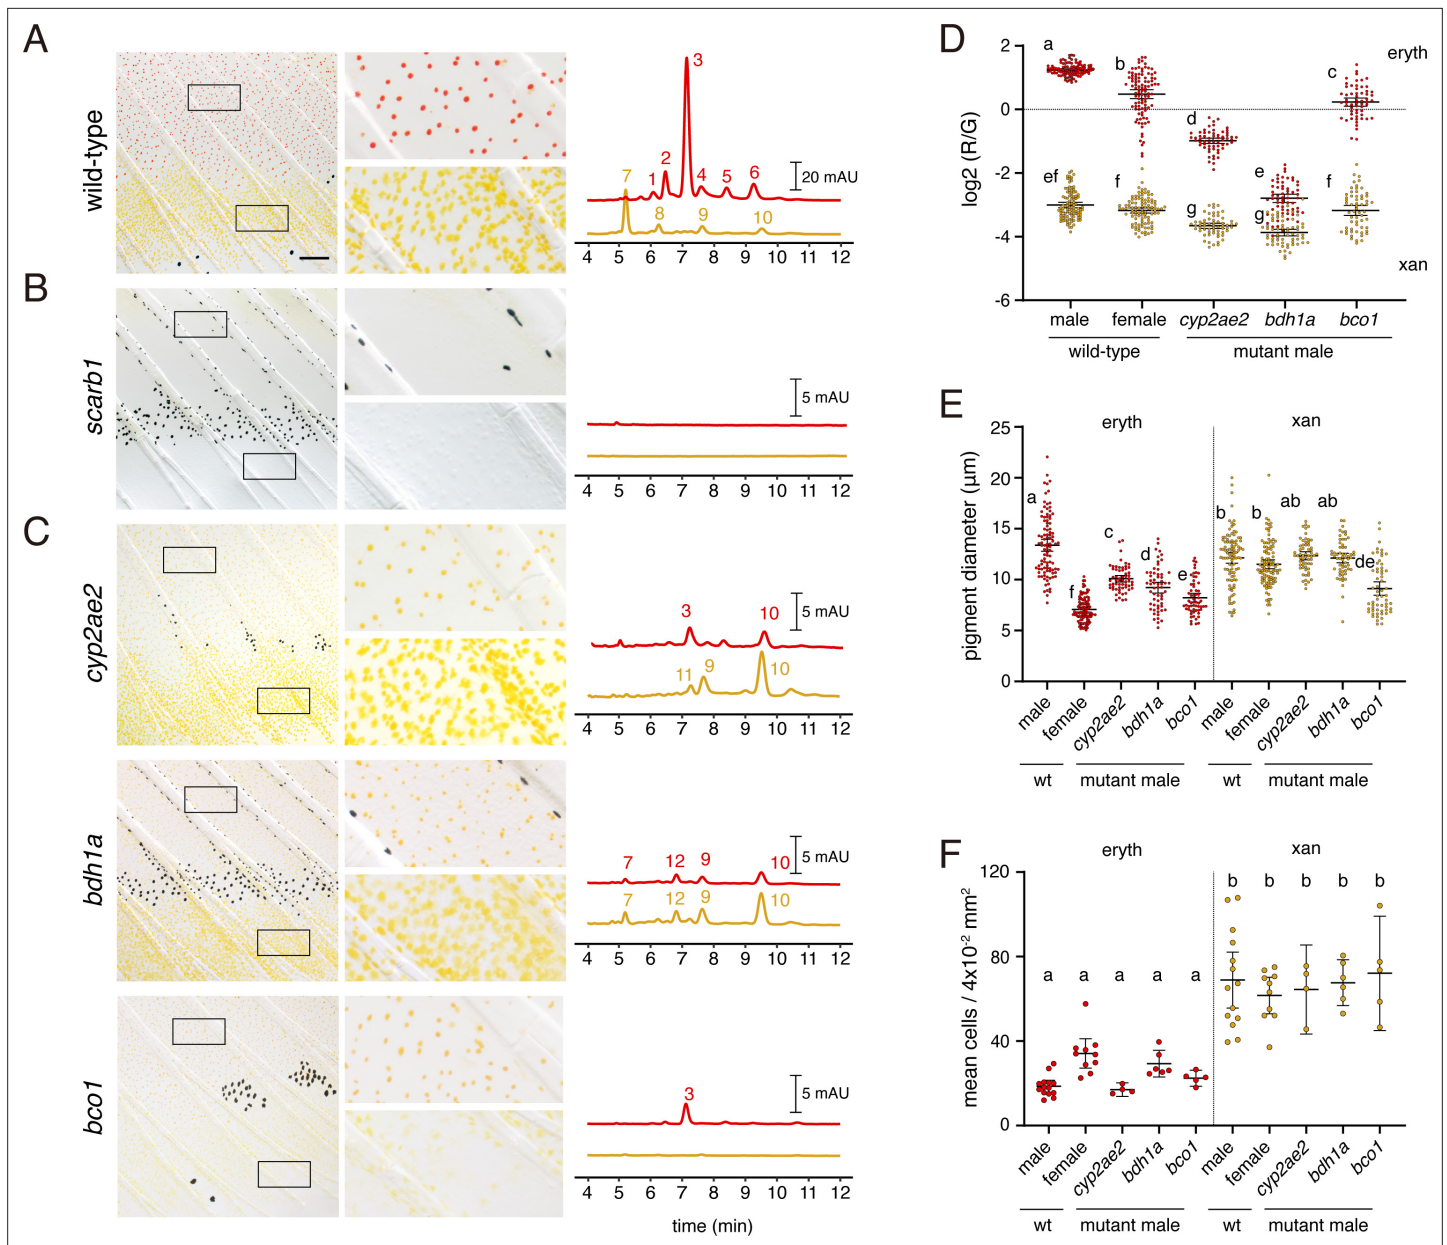 A
wild-type
3
2
1
4
5
6
20 mAU
7
8
9
10
4 5 6 7 8 9 10 11 12
B
scarb1
5 mAU
4 5 6 7 8 9 10 11 12
C
cyp2ae2
3
10
5 mAU
11
9
10
4 5 6 7 8 9 10 11 12
bdh1a
7 12 9 10
5 mAU
7 12 9 10
4 5 6 7 8 9 10 11 12
bco1
3
5 mAU
4 5 6 7 8 9 10 11 12
time (min)
D
log2 (R/G)
2
0
-2
-4
-6
eryth
xan
a
b
c
d
e
ef
f
g
g
f
male female cyp2ae2 bdh1a bco1
wild-type mutant male
E
eryth xan
pigment diameter (µm)
25
20
15
10
5
0
a
f
c
d
e
b
b
ab
ab
de
male female cyp2ae2 bdh1a bco1 male female cyp2ae2 bdh1a bco1
wt mutant male wt mutant male
F
eryth xan
mean cells / 4x10⁻² mm²
120
80
40
0
a a a a a
b b b b b
male female cyp2ae2 bdh1a bco1 male female cyp2ae2 bdh1a bco1
wt mutant male wt mutant male